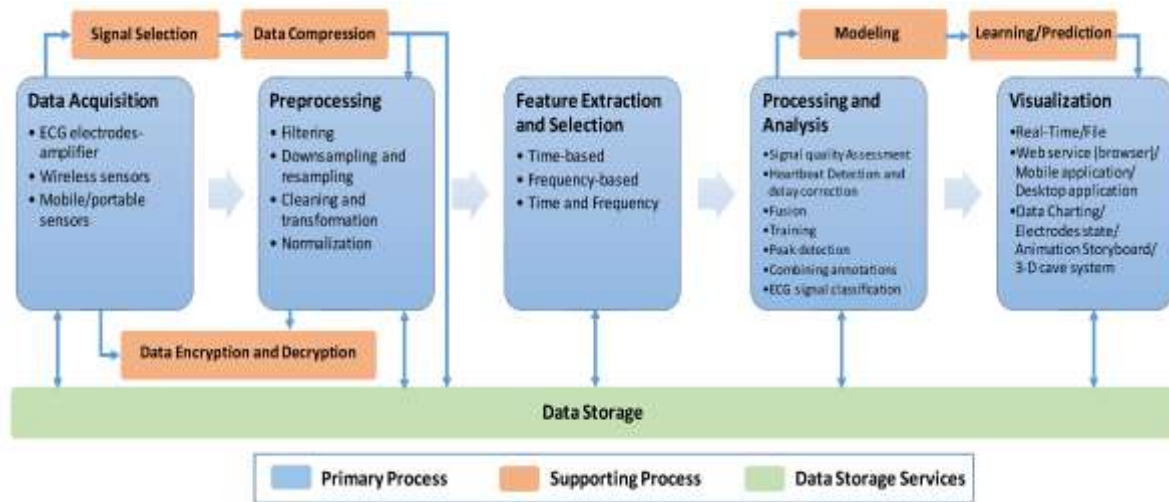 Signal Selection
Data Compression
Modeling
Learning/Prediction
Data Acquisition
• ECG electrodes-
amplifier
• Wireless sensors
• Mobile/portable
sensors
Preprocessing
• Filtering
• Downsampling and
resampling
• Cleaning and
transformation
• Normalization
Feature Extraction
and Selection
• Time-based
• Frequency-based
• Time and Frequency
Processing and
Analysis
• Signal quality Assessment
• Heartbeat Detection and
delay correction
• Fusion
• Training
• Peak detection
• Combining annotations
• ECG signal classification
Visualization
• Real-Time/File
• Web service (browser)/
Mobile application/
Desktop application
• Data Charting/
Electrodes state/
Animation Storyboard/
3-D cave system
Data Encryption and Decryption
Data Storage
Primary Process
Supporting Process
Data Storage Services